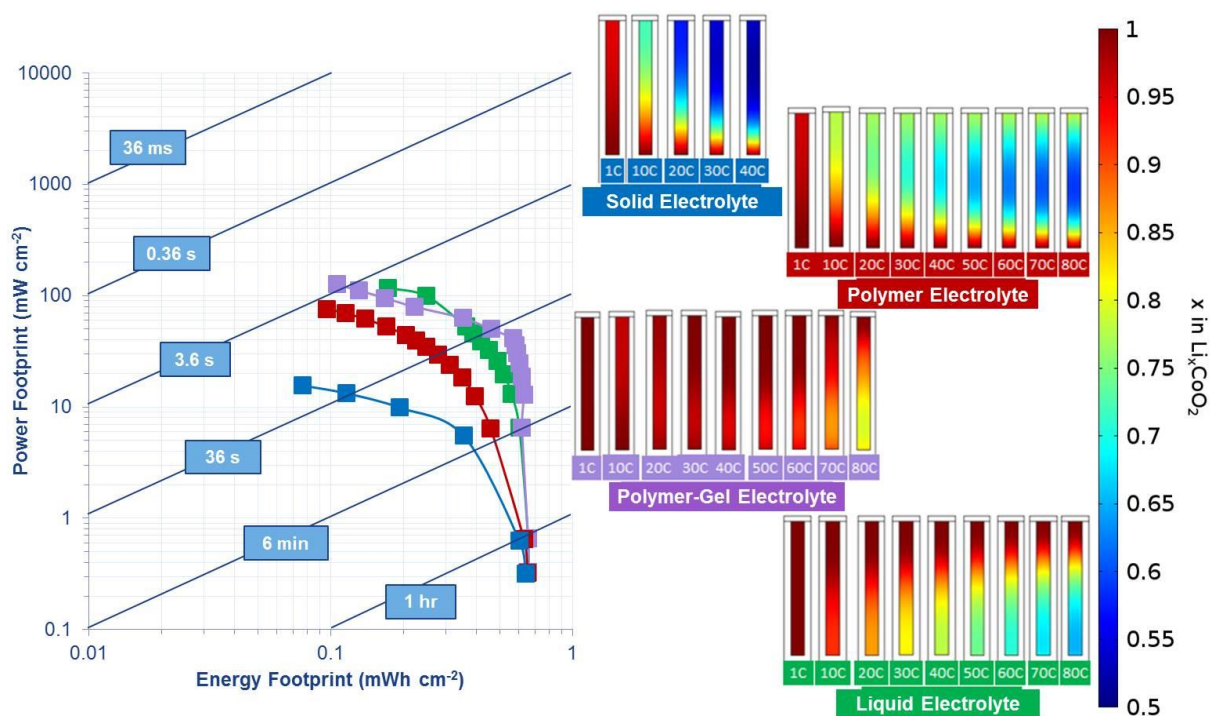 10000
1000
100
10
1
0.1
0.01
0.1
1
Power Footprint (mW cm-2)
Energy Footprint (mWh cm-2)
36 ms
0.36 s
3.6 s
36 s
6 min
1 hr
1C 10C 20C 30C 40C
Solid Electrolyte
1C 10C 20C 30C 40C 50C 60C 70C 80C
Polymer Electrolyte
1C 10C 20C 30C 40C 50C 60C 70C 80C
Polymer-Gel Electrolyte
1C 10C 20C 30C 40C 50C 60C 70C 80C
Liquid Electrolyte
1
0.95
0.9
0.85
0.8
0.75
0.7
0.65
0.6
0.55
0.5
x in LixCoO2